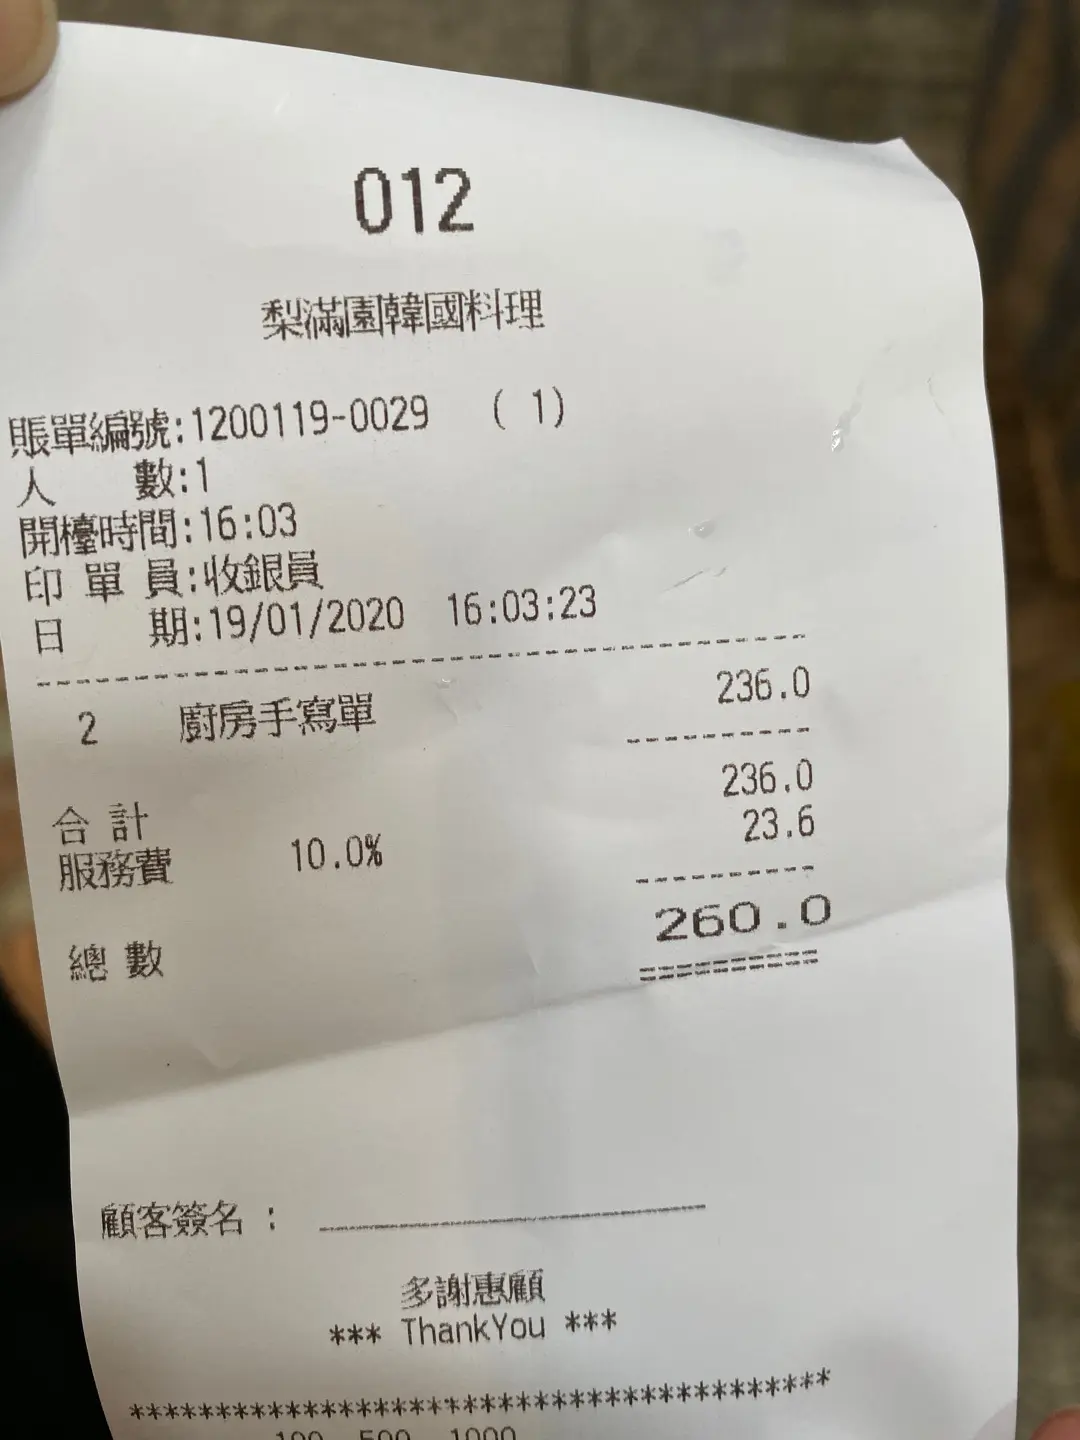 012
梨滿園韓國料理
賬單編號:1200119-0029 ( 1)
人 數:1
開檯時間:16:03
印 單 員:收銀員
日 期:19/01/2020 16:03:23
2 廚房手寫單 236.0
合 計 236.0
服務費 10.0% 23.6
總 數 260.0
顧客簽名 :
多謝惠顧
*** ThankYou ***
****************************************
100 500 1000